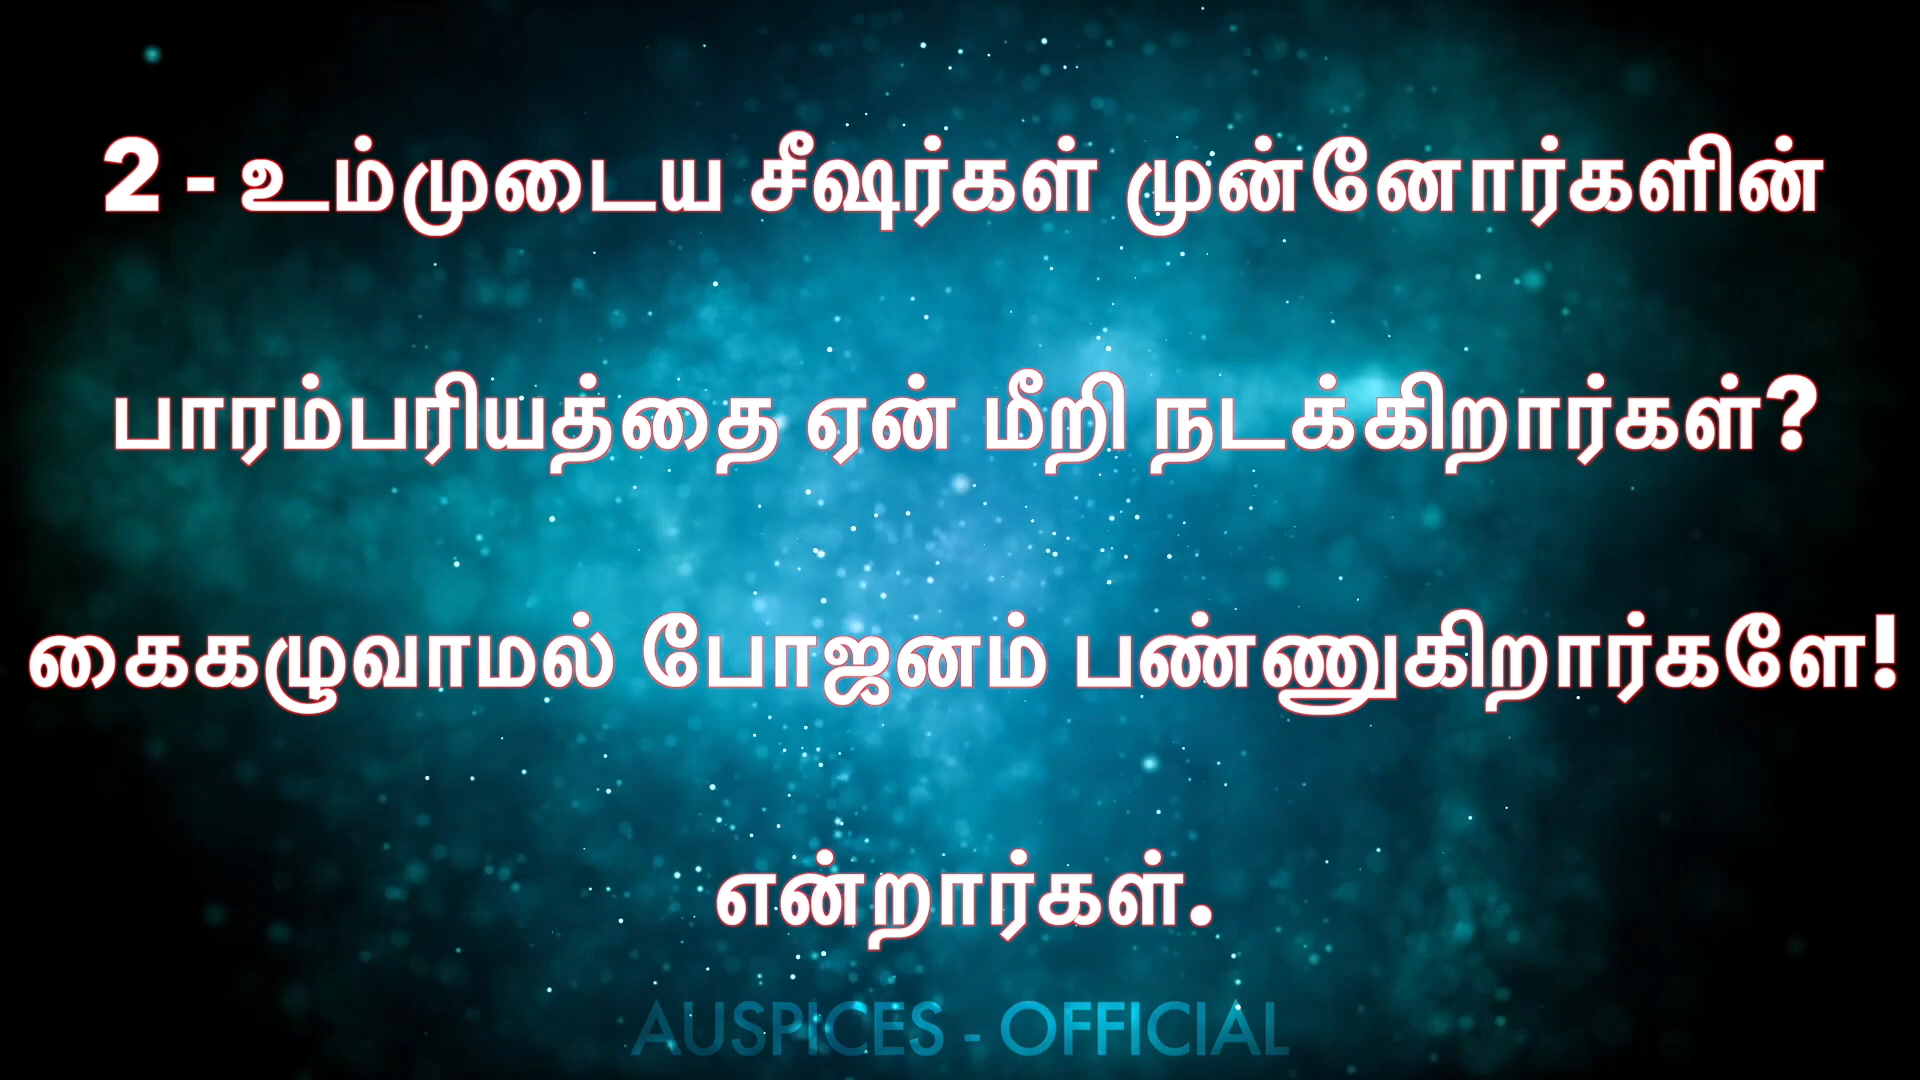 2 - உம்முடைய சீஷர்கள் முன்னோர்களின்
பாரம்பரியத்தை ஏன் மீறி நடக்கிறார்கள்?
கைகழுவாமல் போஜனம் பண்ணுகிறார்களே!
என்றார்கள்.
AUSPICES - OFFICIAL